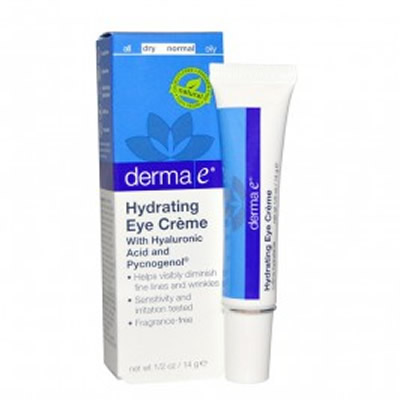 all dry normal oily
natural
derma e®
Hydrating
Eye Crème
With Hyaluronic
Acid and
Pycnogenol®
• Helps visibly diminish
fine lines and wrinkles
• Sensitivity and
irritation tested
• Fragrance-free
net wt. 1/2 oz / 14 g e
derma e®
Hydrating Eye Crème